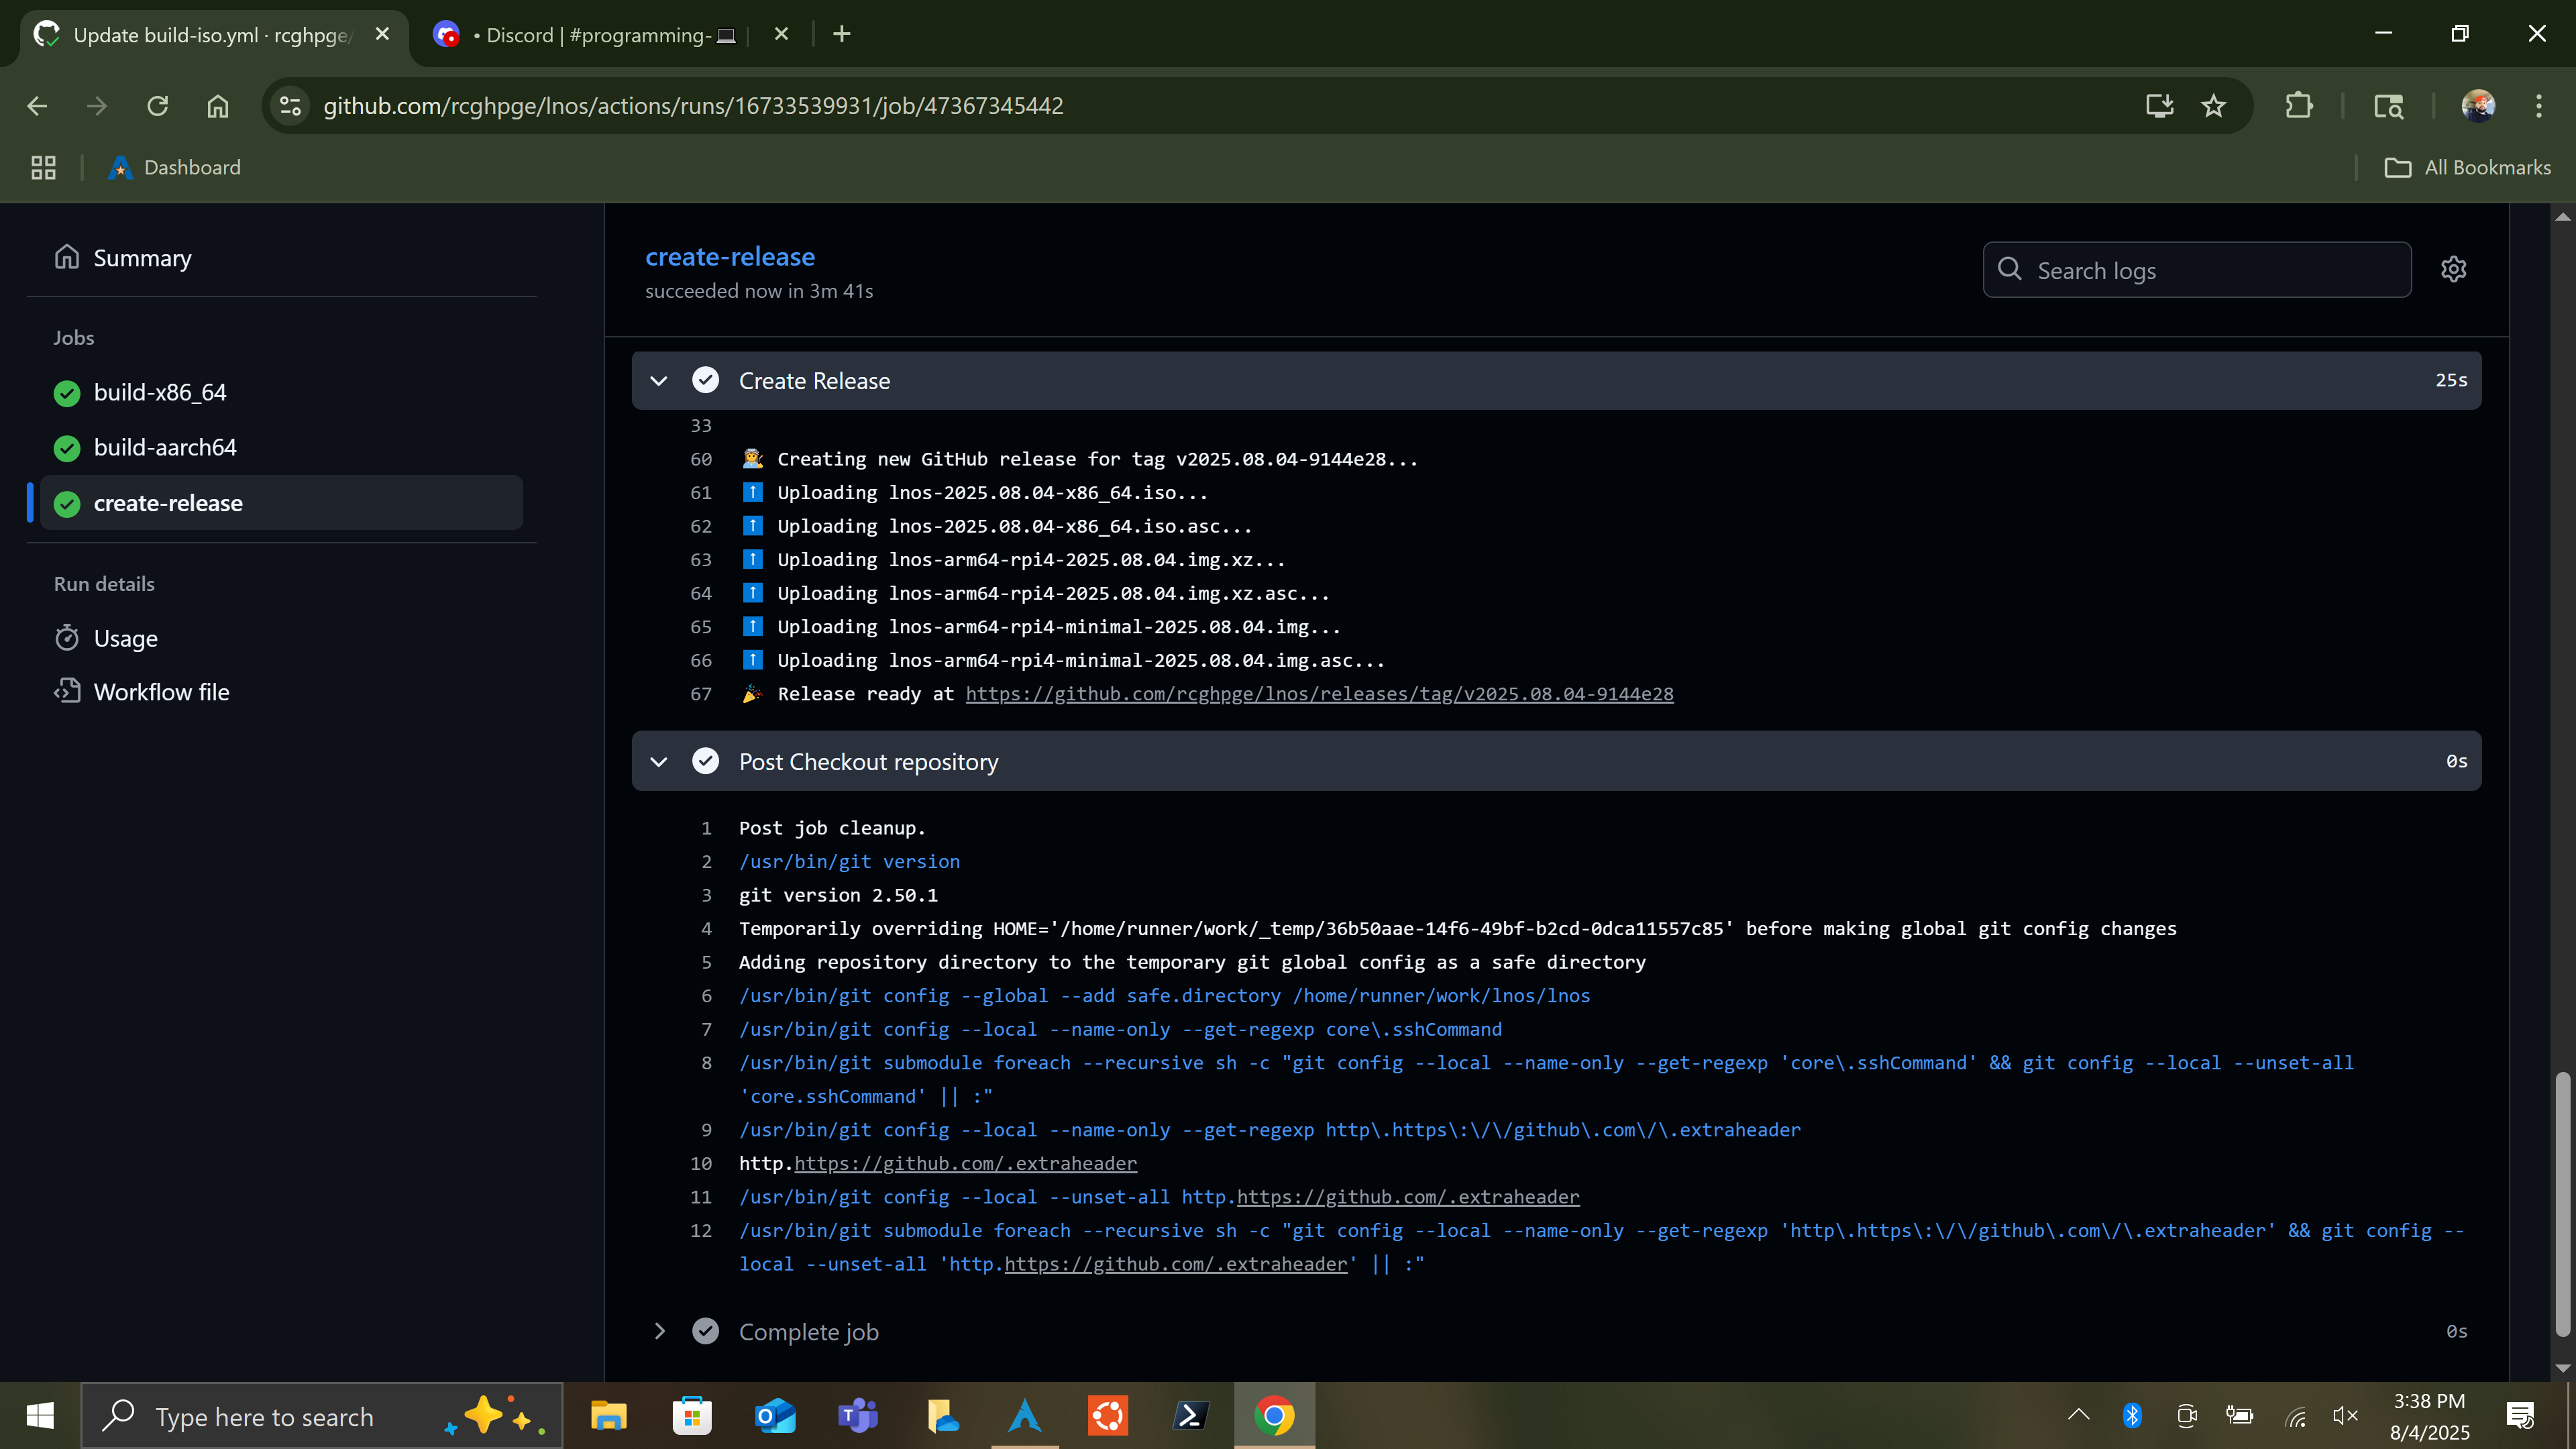 Update build-iso.yml · rcghpge/
• Discord | #programming-💻 |
github.com/rcghpge/lnos/actions/runs/16733539931/job/47367345442
Dashboard
All Bookmarks
Summary
Jobs
build-x86_64
build-aarch64
create-release
Run details
Usage
Workflow file
create-release
succeeded now in 3m 41s
Search logs
Create Release 25s
33
60 👩‍🏭 Creating new GitHub release for tag v2025.08.04-9144e28...
61 ⬆️ Uploading lnos-2025.08.04-x86_64.iso...
62 ⬆️ Uploading lnos-2025.08.04-x86_64.iso.asc...
63 ⬆️ Uploading lnos-arm64-rpi4-2025.08.04.img.xz...
64 ⬆️ Uploading lnos-arm64-rpi4-2025.08.04.img.xz.asc...
65 ⬆️ Uploading lnos-arm64-rpi4-minimal-2025.08.04.img...
66 ⬆️ Uploading lnos-arm64-rpi4-minimal-2025.08.04.img.asc...
67 🎉 Release ready at https://github.com/rcghpge/lnos/releases/tag/v2025.08.04-9144e28
Post Checkout repository 0s
1 Post job cleanup.
2 /usr/bin/git version
3 git version 2.50.1
4 Temporarily overriding HOME='/home/runner/work/_temp/36b50aae-14f6-49bf-b2cd-0dca11557c85' before making global git config changes
5 Adding repository directory to the temporary git global config as a safe directory
6 /usr/bin/git config --global --add safe.directory /home/runner/work/lnos/lnos
7 /usr/bin/git config --local --name-only --get-regexp core\.sshCommand
8 /usr/bin/git submodule foreach --recursive sh -c "git config --local --name-only --get-regexp 'core\.sshCommand' && git config --local --unset-all
'core.sshCommand' || :"
9 /usr/bin/git config --local --name-only --get-regexp http\.https\:\/\/github\.com\/\.extraheader
10 http.https://github.com/.extraheader
11 /usr/bin/git config --local --unset-all http.https://github.com/.extraheader
12 /usr/bin/git submodule foreach --recursive sh -c "git config --local --name-only --get-regexp 'http\.https\:\/\/github\.com\/\.extraheader' && git config --
local --unset-all 'http.https://github.com/.extraheader' || :"
Complete job 0s
Type here to search
3:38 PM
8/4/2025